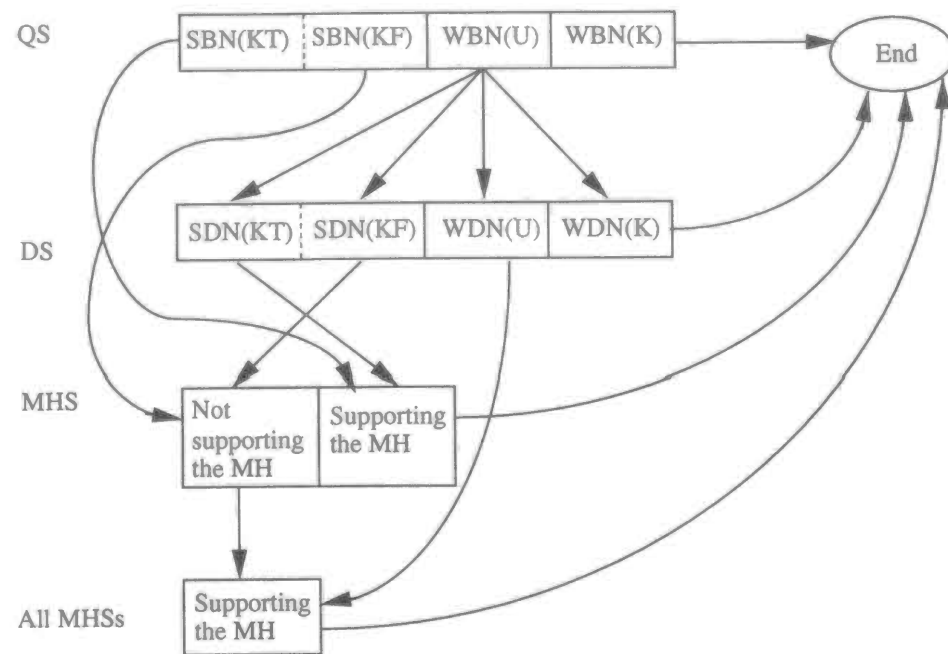 QS
SBN(KT) SBN(KF) WBN(U) WBN(K)
End
DS
SDN(KT) SDN(KF) WDN(U) WDN(K)
MHS
Not
supporting
the MH
Supporting
the MH
All MHSs
Supporting
the MH